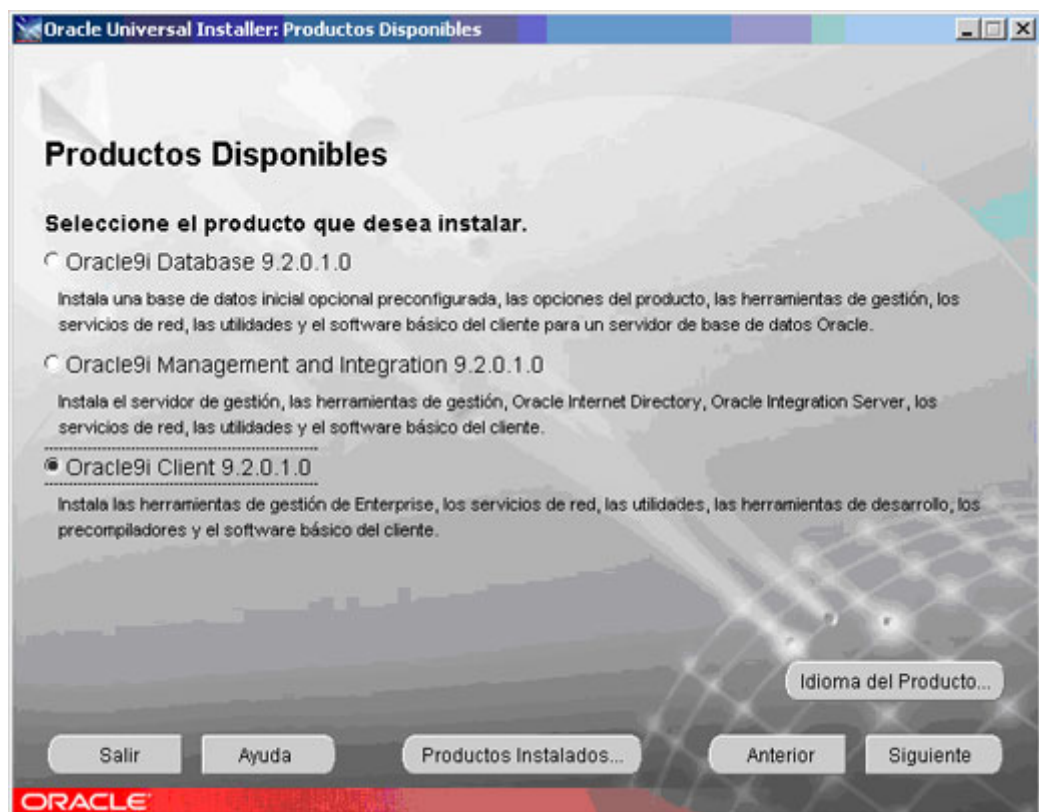 Oracle Universal Installer: Productos Disponibles
Productos Disponibles
Seleccione el producto que desea instalar.
Oracle9i Database 9.2.0.1.0
Instala una base de datos inicial opcional preconfigurada, las opciones del producto, las herramientas de gestión, los
servicios de red, las utilidades y el software básico del cliente para un servidor de base de datos Oracle.
Oracle9i Management and Integration 9.2.0.1.0
Instala el servidor de gestión, las herramientas de gestión, Oracle Internet Directory, Oracle Integration Server, los
servicios de red, las utilidades y el software básico del cliente.
Oracle9i Client 9.2.0.1.0
Instala las herramientas de gestión de Enterprise, los servicios de red, las utilidades, las herramientas de desarrollo, los
precompiladores y el software básico del cliente.
Idioma del Producto...
Salir
Ayuda
Productos Instalados...
Anterior
Siguiente
ORACLE